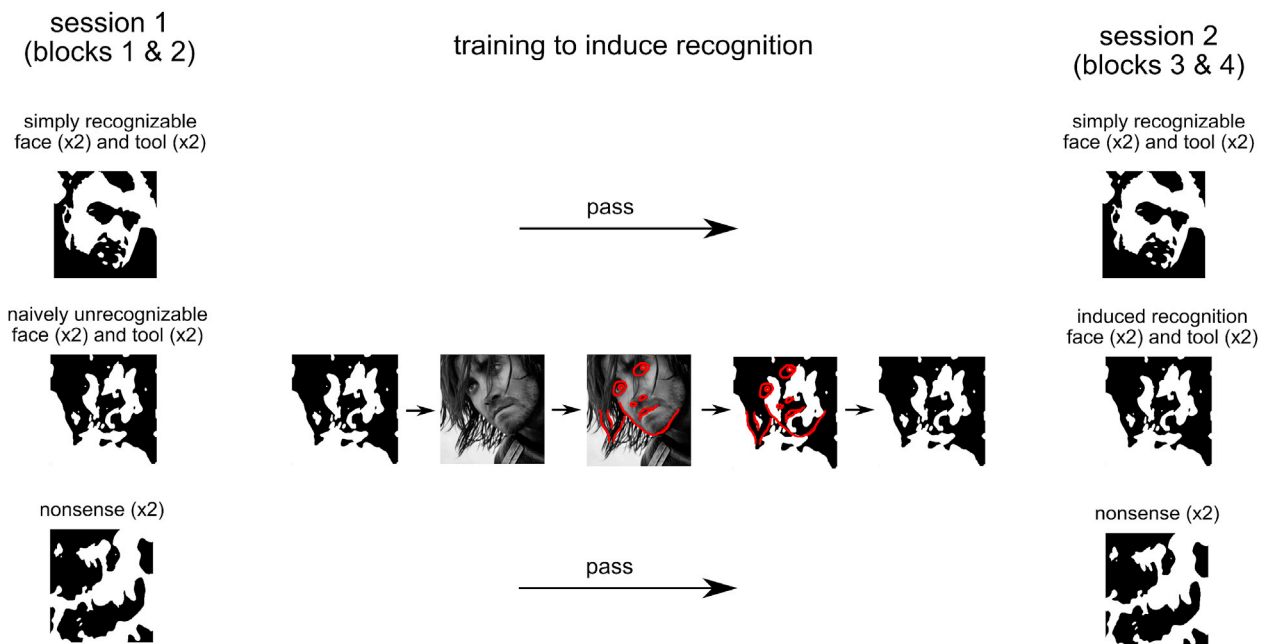 session 1
(blocks 1 & 2)
training to induce recognition
session 2
(blocks 3 & 4)
simply recognizable
face (x2) and tool (x2)
simply recognizable
face (x2) and tool (x2)
pass
naively unrecognizable
face (x2) and tool (x2)
induced recognition
face (x2) and tool (x2)
nonsense (x2)
nonsense (x2)
pass